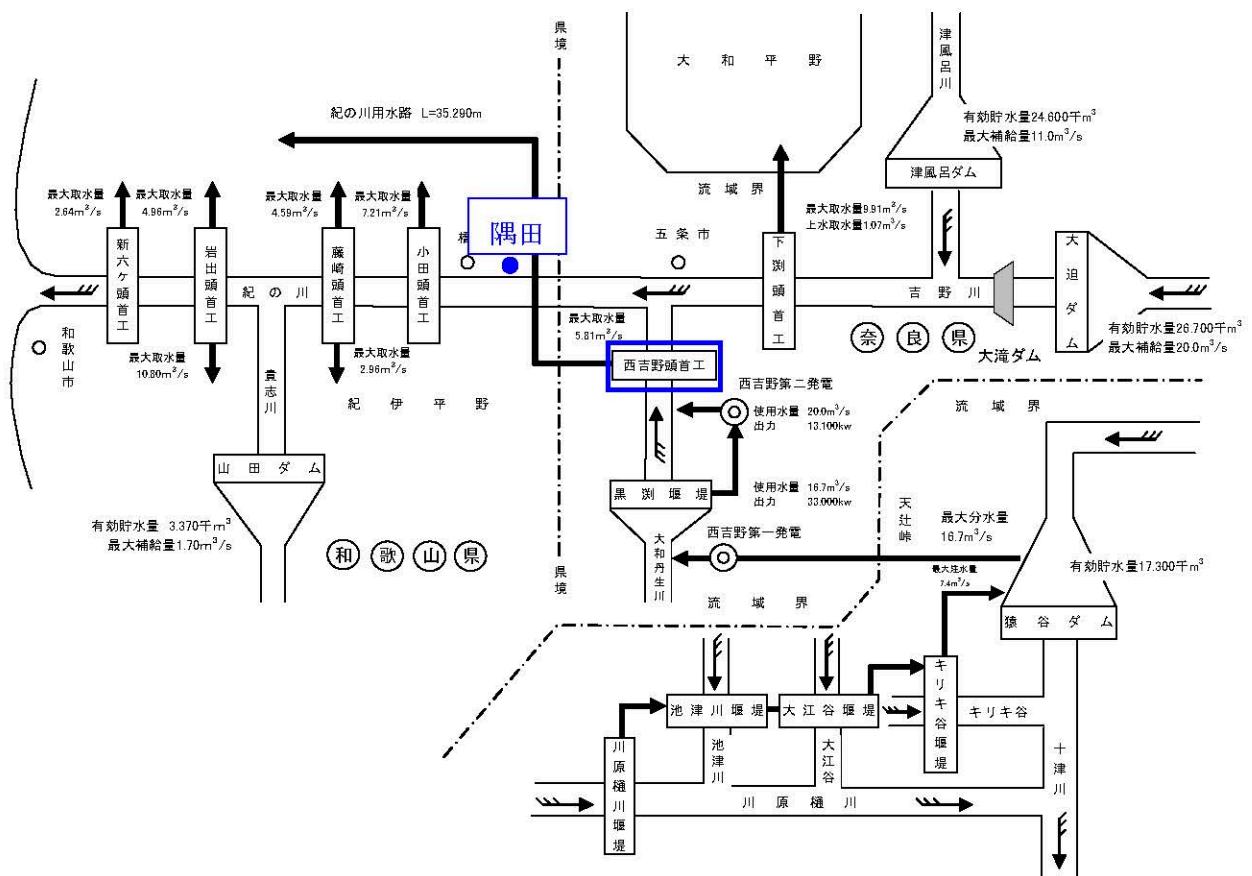 県境
大和平野
津風呂川
紀の川用水路 L=35.290m
有効貯水量24.600千m³
最大補給量11.0m³/s
津風呂ダム
流域界
最大取水量
2.64m³/s
最大取水量
4.96m³/s
最大取水量
4.59m³/s
最大取水量
7.21m³/s
最大取水量9.91m³/s
上水取水量1.07m³/s
隅田
橋
五条市
新六ケ頭首工
岩出頭首工
藤崎頭首工
小田頭首工
下渕頭首工
大迫ダム
紀の川
吉野川
和歌山市
最大取水量
10.80m³/s
最大取水量
2.96m³/s
最大取水量
5.81m³/s
西吉野頭首工
奈良県
大滝ダム
有効貯水量26.700千m³
最大補給量20.0m³/s
貴志川
紀伊平野
西吉野第二発電
使用水量 20.0m³/s
出力 13.100kw
流域界
山田ダム
黒渕堰堤
使用水量 16.7m³/s
出力 33.000kw
天辻峠
最大分水量
16.7m³/s
有効貯水量 3.370千m³
最大補給量1.70m³/s
和歌山県
県境
大和丹生川
西吉野第一発電
有効貯水量17.300千m³
最大注水量
7.4m³/s
流域界
猿谷ダム
池津川堰堤
大江谷堰堤
キリキ谷堰堤
キリキ谷
川原樋川堰堤
池津川
大江谷
川原樋川
十津川